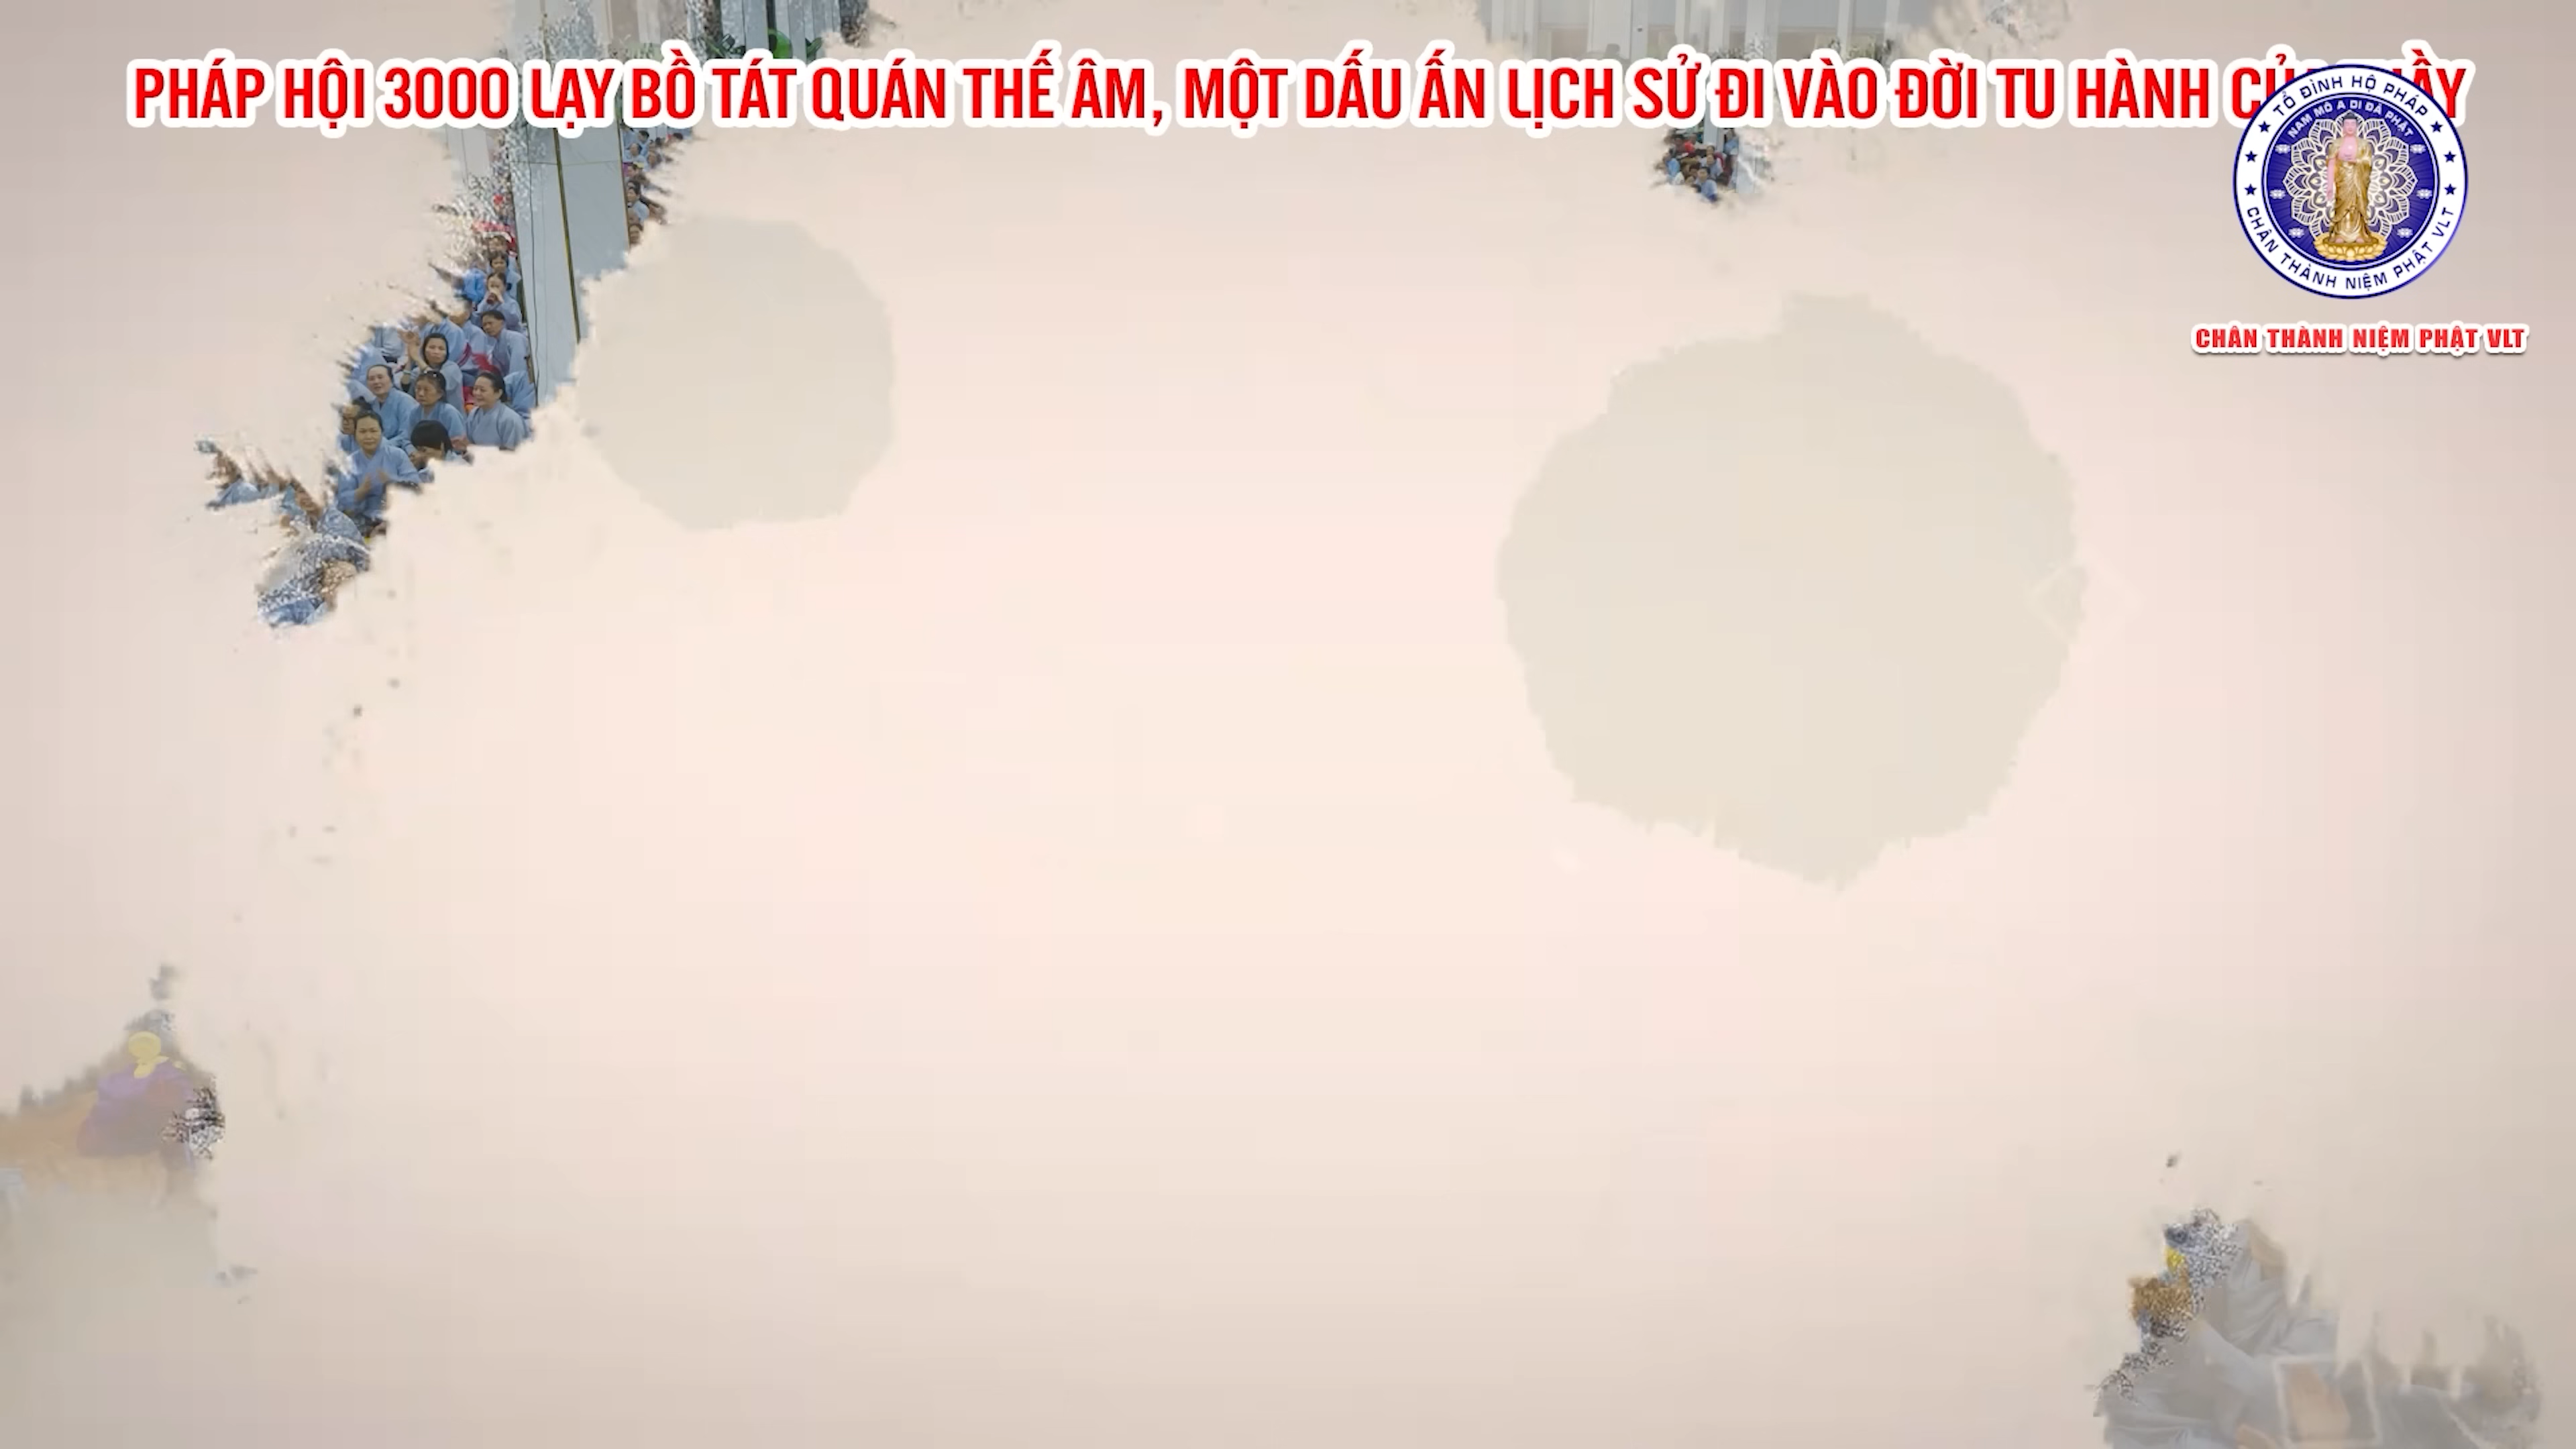 PHÁP HỘI 3000 LẠY BỒ TÁT QUÁN THẾ ÂM, MỘT DẤU ẤN LỊCH SỬ ĐI VÀO ĐỜI TU HÀNH
TỔ ĐÌNH HỘ PHÁP
NAM MÔ A DI ĐÀ PHẬT
CHÂN THÀNH NIỆM PHẬT VLT
CHÂN THÀNH NIỆM PHẬT VLT